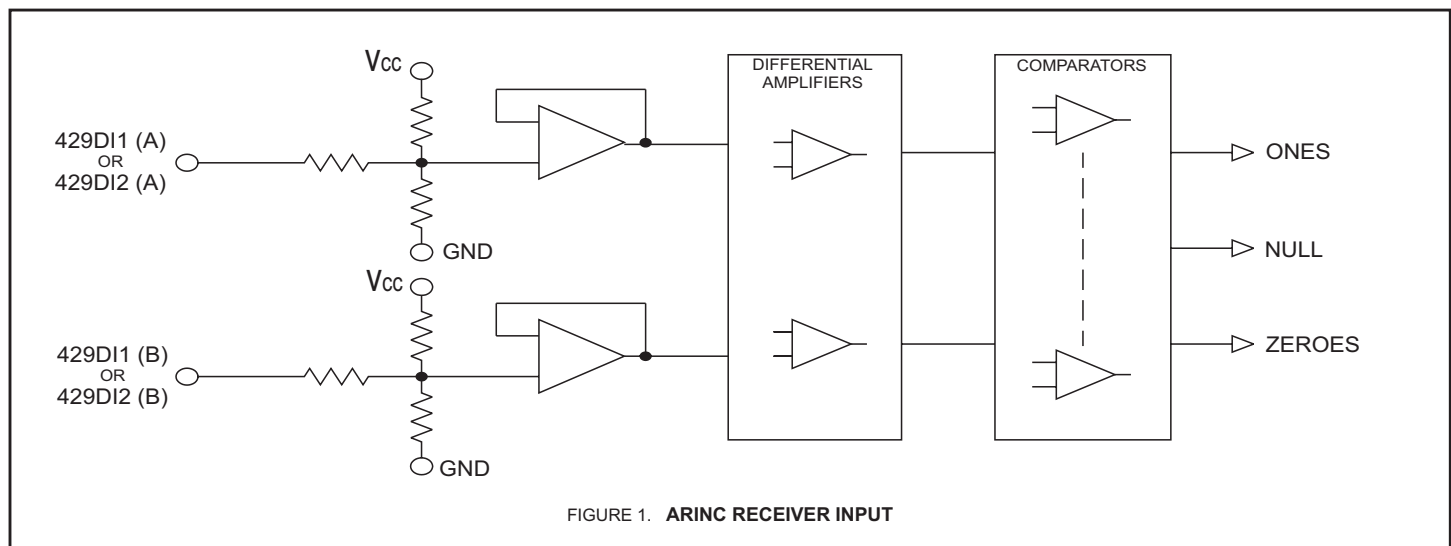 DIFFERENTIAL
AMPLIFIERS
COMPARATORS
Vcc
429DI1 (A)
OR
429DI2 (A)
GND
ONES
NULL
Vcc
429DI1 (B)
OR
429DI2 (B)
GND
ZEROES
FIGURE 1. ARINC RECEIVER INPUT